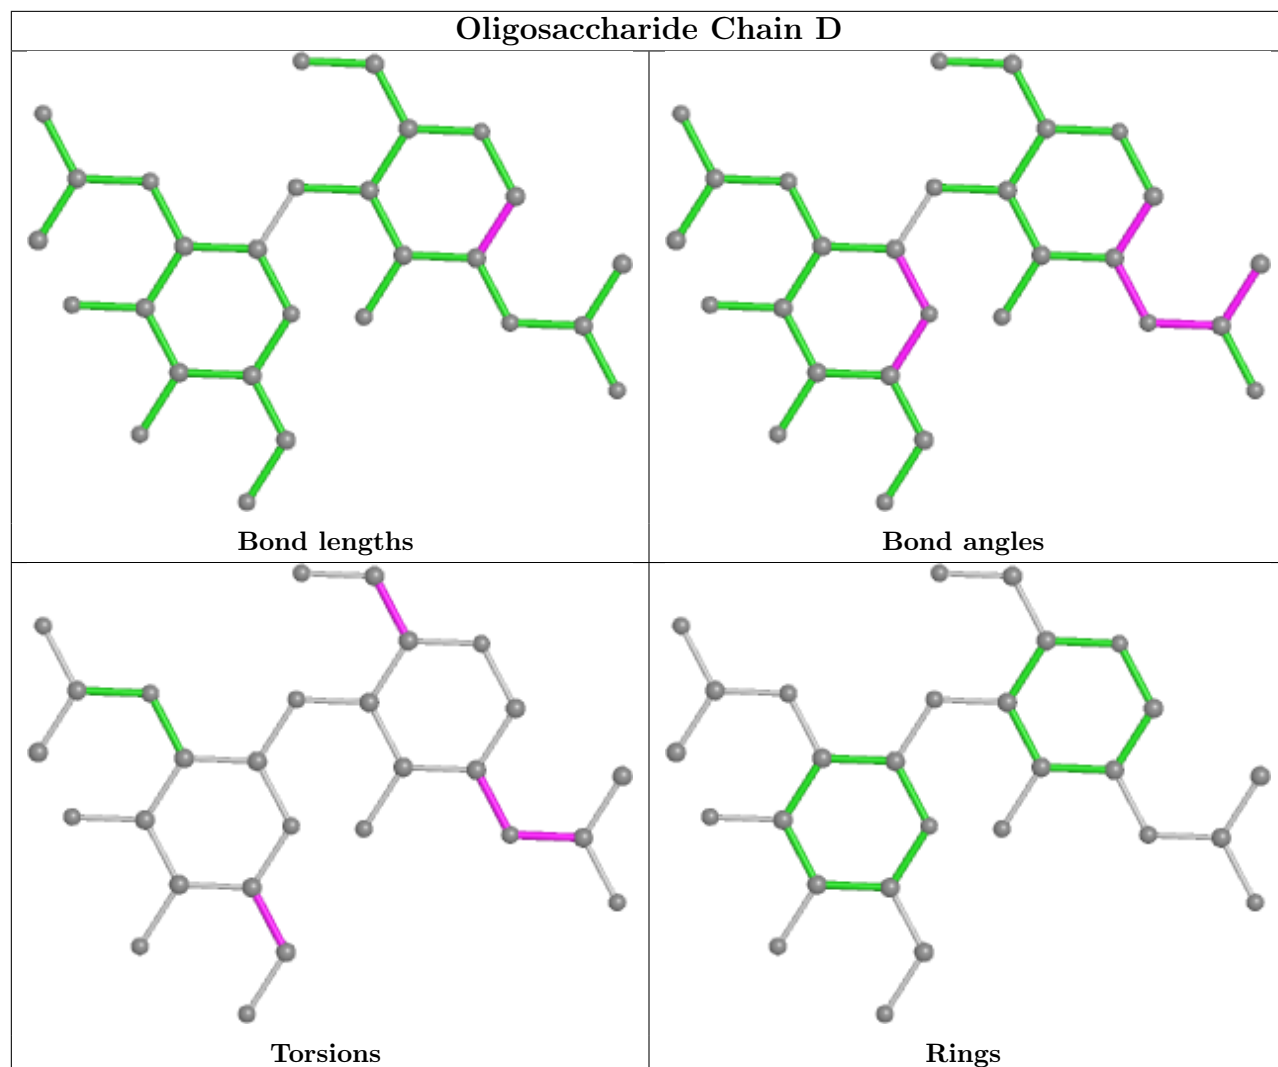 Oligosaccharide Chain D
Bond lengths
Bond angles
Torsions
Rings